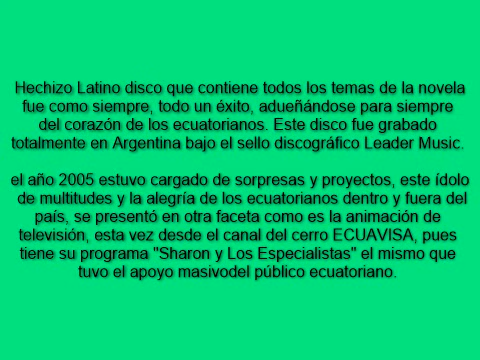 Hechizo Latino disco que contiene todos los temas de la novela
fue como siempre, todo un éxito, adueñándose para siempre
del corazón de los ecuatorianos. Este disco fue grabado
totalmente en Argentina bajo el sello discográfico Leader Music.
el año 2005 estuvo cargado de sorpresas y proyectos, este ídolo
de multitudes y la alegría de los ecuatorianos dentro y fuera del
país, se presentó en otra faceta como es la animación de
televisión, esta vez desde el canal del cerro ECUAVISA, pues
tiene su programa "Sharon y Los Especialistas" el mismo que
tuvo el apoyo masivodel público ecuatoriano.